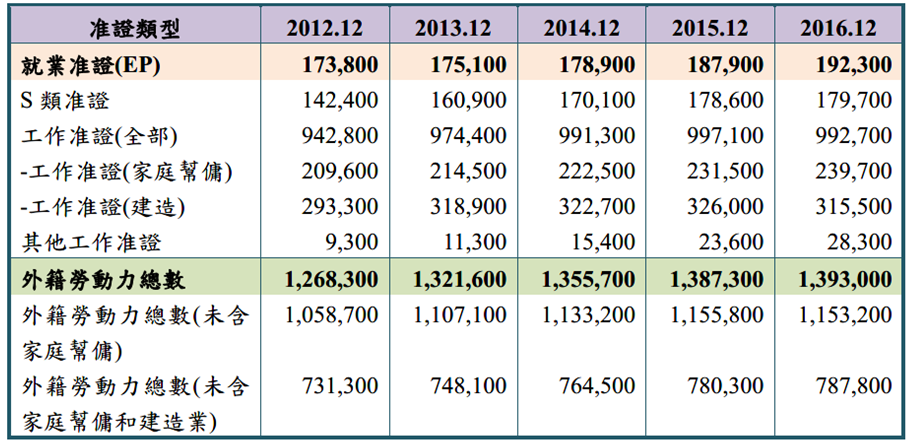 准證類型 2012.12 2013.12 2014.12 2015.12 2016.12
就業准證(EP) 173,800 175,100 178,900 187,900 192,300
S 類准證 142,400 160,900 170,100 178,600 179,700
工作准證(全部) 942,800 974,400 991,300 997,100 992,700
-工作准證(家庭幫傭) 209,600 214,500 222,500 231,500 239,700
-工作准證(建造) 293,300 318,900 322,700 326,000 315,500
其他工作准證 9,300 11,300 15,400 23,600 28,300
外籍勞動力總數 1,268,300 1,321,600 1,355,700 1,387,300 1,393,000
外籍勞動力總數(未含 1,058,700 1,107,100 1,133,200 1,155,800 1,153,200
家庭幫傭)
外籍勞動力總數(未含 731,300 748,100 764,500 780,300 787,800
家庭幫傭和建造業)